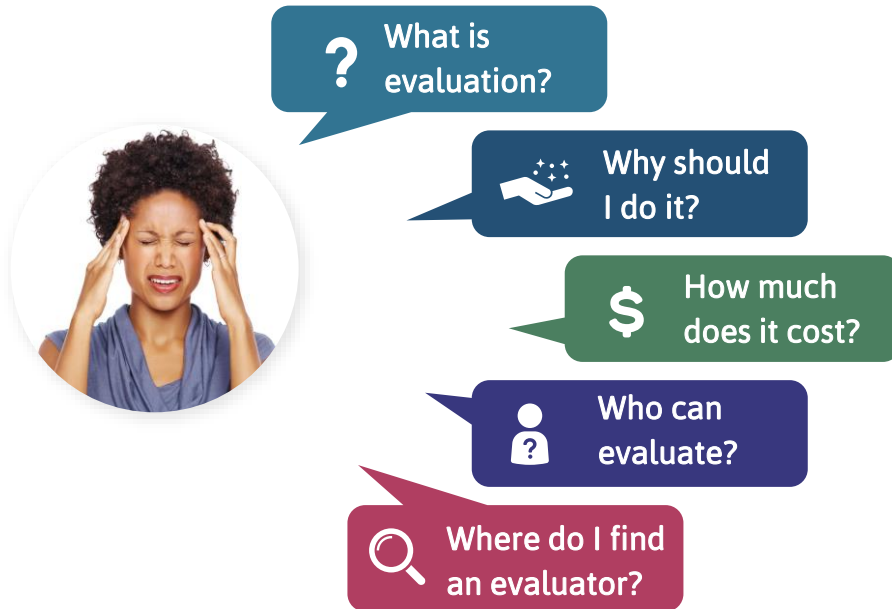 ?
What is
evaluation?
Why should
I do it?
$
How much
does it cost?
?
Who can
evaluate?
Where do I find
an evaluator?